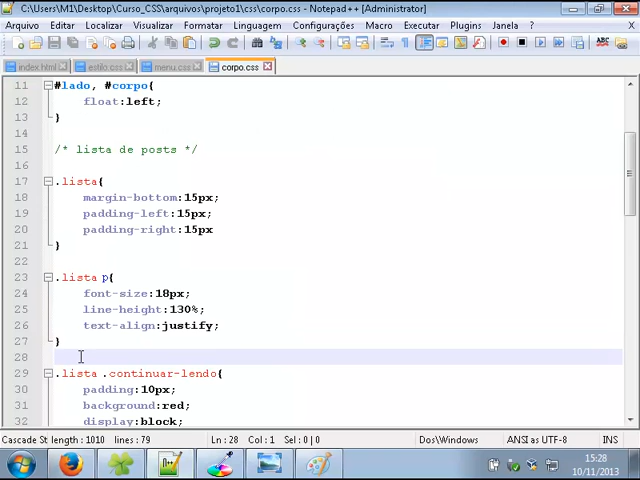 C:\Users\M1\Desktop\Curso_CSS\arquivos\projeto1\css\corpo.css - Notepad++ [Administrator]
Arquivo Editar Localizar Visualizar Formatar Linguagem Configurações Macro Executar Plugins Janela ? X
index.html estilo.css menu.css corpo.css
11 #lado, #corpo{
12 float:left;
13 }
14
15 /* lista de posts */
16
17 .lista{
18 margin-bottom:15px;
19 padding-left:15px;
20 padding-right:15px
21 }
22
23 .lista p{
24 font-size:18px;
25 line-height:130%;
26 text-align:justify;
27 }
28
29 .lista .continuar-lendo{
30 padding:10px;
31 background:red;
32 display:block;
Cascade St length : 1010 lines : 79 Ln : 28 Col : 1 Sel : 0 | 0 Dos\Windows ANSI as UTF-8 INS
15:28
10/11/2013